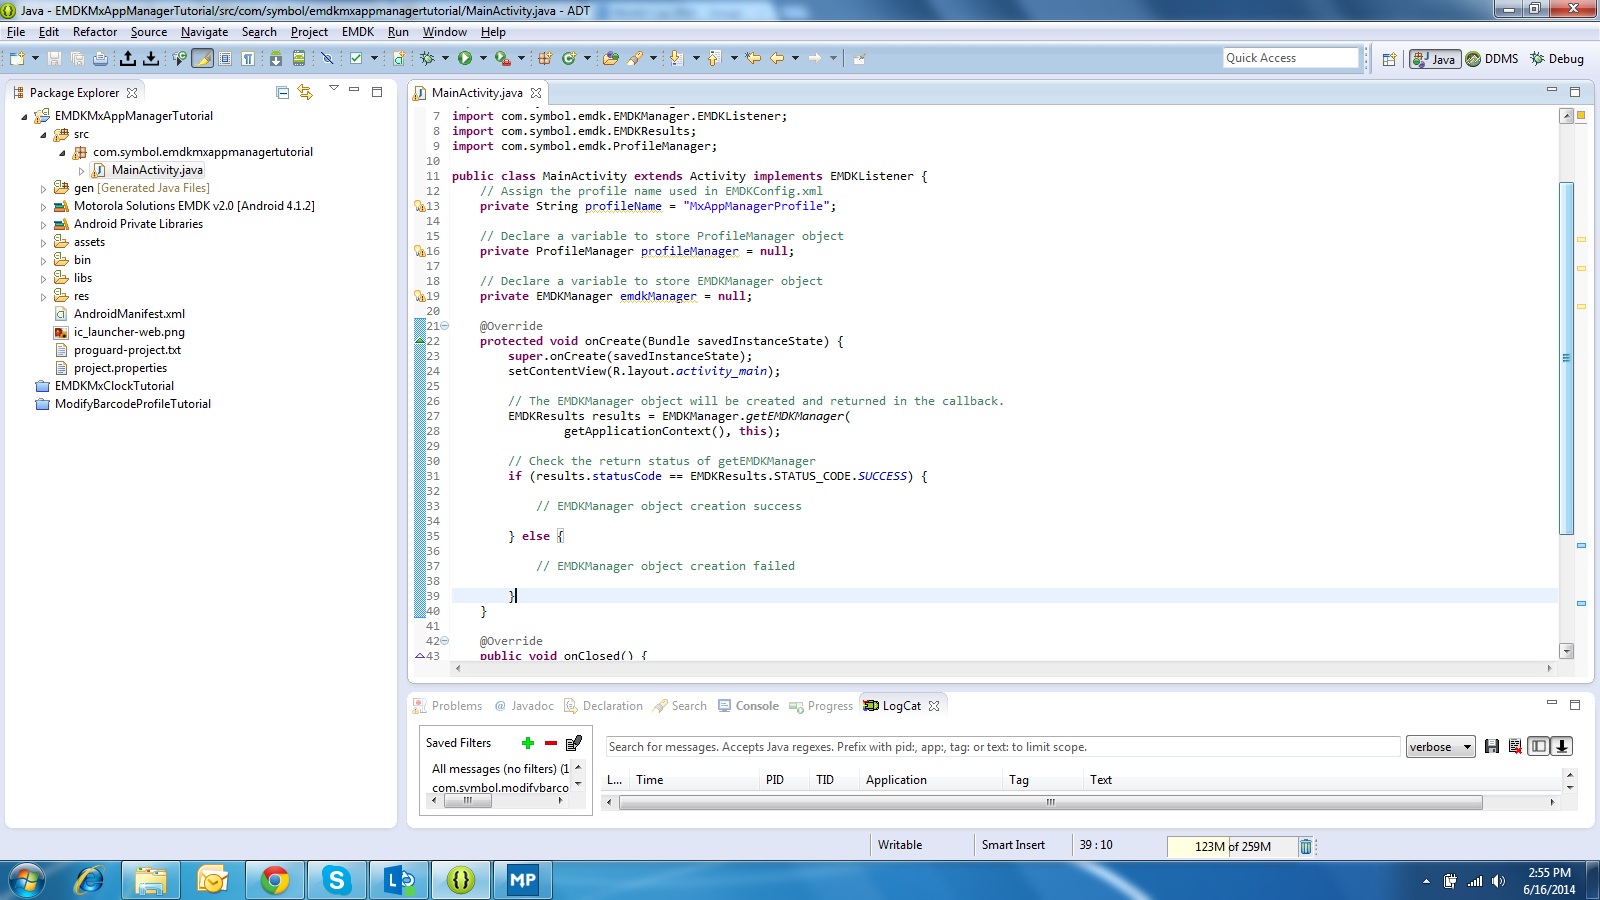 Java - EMDKMxAppManagerTutorial/src/com/symbol/emdkmxappmanagertutorial/MainActivity.java - ADT
File Edit Refactor Source Navigate Search Project EMDK Run Window Help
Quick Access
Java
DDMS
Debug
Package Explorer
EMDKMxAppManagerTutorial
src
com.symbol.emdkmxappmanagertutorial
MainActivity.java
gen [Generated Java Files]
Motorola Solutions EMDK v2.0 [Android 4.1.2]
Android Private Libraries
assets
bin
libs
res
AndroidManifest.xml
ic_launcher-web.png
proguard-project.txt
project.properties
EMDKMxClockTutorial
ModifyBarcodeProfileTutorial
MainActivity.java
7 import com.symbol.emdk.EMDKManager.EMDKListener;
8 import com.symbol.emdk.EMDKResults;
9 import com.symbol.emdk.ProfileManager;
10
11 public class MainActivity extends Activity implements EMDKListener {
12 // Assign the profile name used in EMDKConfig.xml
13 private String profileName = "MxAppManagerProfile";
14
15 // Declare a variable to store ProfileManager object
16 private ProfileManager profileManager = null;
17
18 // Declare a variable to store EMDKManager object
19 private EMDKManager emdkManager = null;
20
21 @Override
22 protected void onCreate(Bundle savedInstanceState) {
23 super.onCreate(savedInstanceState);
24 setContentView(R.layout.activity_main);
25
26 // The EMDKManager object will be created and returned in the callback.
27 EMDKResults results = EMDKManager.getEMDKManager(
28 getApplicationContext(), this);
29
30 // Check the return status of getEMDKManager
31 if (results.statusCode == EMDKResults.STATUS_CODE.SUCCESS) {
32
33 // EMDKManager object creation success
34
35 } else {
36
37 // EMDKManager object creation failed
38
39 }
40 }
41
42 @Override
43 public void onClosed() {
Problems @ Javadoc Declaration Search Console Progress LogCat
Saved Filters
All messages (no filters) (1
com.symbol.modifybarco
Search for messages. Accepts Java regexes. Prefix with pid:, app:, tag: or text: to limit scope.
verbose
L... Time PID TID Application Tag Text
Writable
Smart Insert
39 : 10
123M of 259M
MP
2:55 PM
6/16/2014